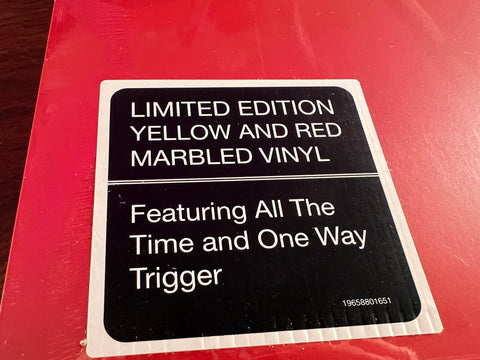 LIMITED EDITION
YELLOW AND RED
MARBLED VINYL
Featuring All The
Time and One Way
Trigger
19658801651